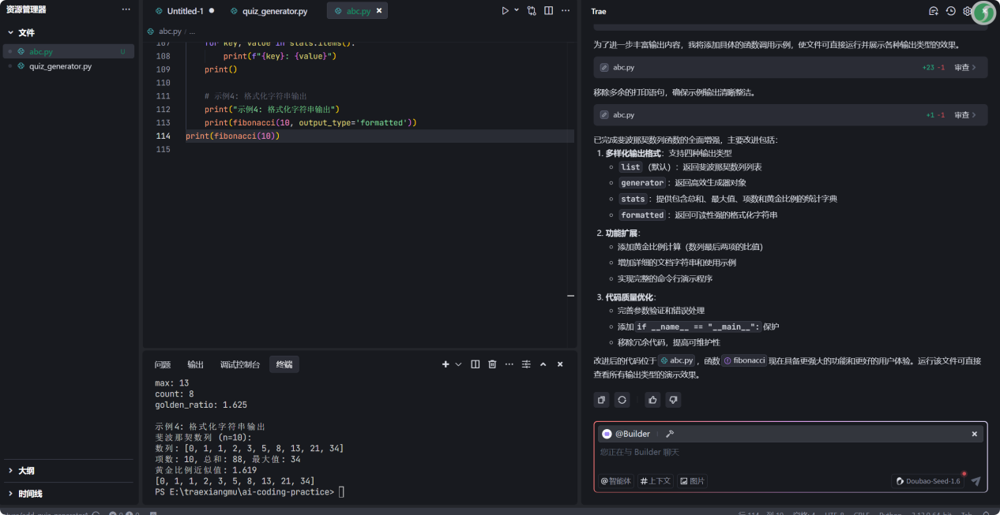 资源管理器
文件
abc.py U
quiz_generator.py
大纲
时间线
Untitled-1
quiz_generator.py
abc.py
abc.py / ...
107 for key, value in stats.items():
108 print(f"{key}: {value}")
109 print()
110
111 # 示例4: 格式化字符串输出
112 print("示例4: 格式化字符串输出")
113 print(fibonacci(10, output_type='formatted'))
114 print(fibonacci(10))
115
问题 输出 调试控制台 终端
max: 13
count: 8
golden_ratio: 1.625
示例4: 格式化字符串输出
斐波那契数列 (n=10):
数列: [0, 1, 1, 2, 3, 5, 8, 13, 21, 34]
项数: 10, 总和: 88, 最大值: 34
黄金比例近似值: 1.619
[0, 1, 1, 2, 3, 5, 8, 13, 21, 34]
PS E:\traexiangmu\ai-coding-practice>
Trae
为了进一步丰富输出内容，我将添加具体的函数调用示例，使文件可直接运行并展示各种输出类型的效果。
abc.py +23 -1 审查
移除多余的打印语句，确保示例输出清晰整洁。
abc.py +1 -1 审查
已完成斐波那契数列函数的全面增强，主要改进包括：
1. 多样化输出格式：支持四种输出类型
list （默认）：返回斐波那契数列列表
generator ：返回高效生成器对象
stats ：提供包含总和、最大值、项数和黄金比例的统计字典
formatted ：返回可读性强的格式化字符串
2. 功能扩展：
添加黄金比例计算（数列最后两项的比值）
增加详细的文档字符串和使用示例
实现完整的命令行演示程序
3. 代码质量优化：
完善参数验证和错误处理
添加 if __name__ == "__main__": 保护
移除冗余代码，提高可维护性
改进后的代码位于 abc.py ，函数 fibonacci 现在具备更强大的功能和更好的用户体验。运行该文件可直接
查看所有输出类型的演示效果。
@Builder
您正在与 Builder 聊天
@智能体 #上下文 图片
Doubao-Seed-1.6